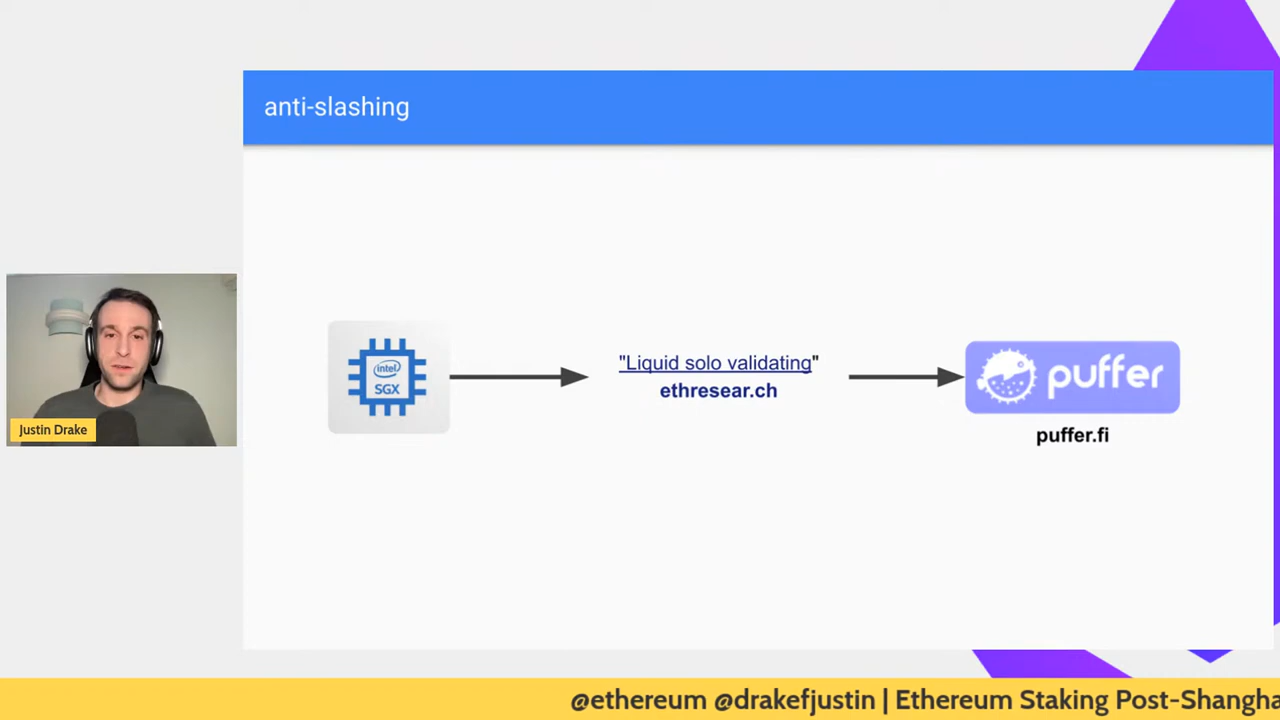 anti-slashing
intel
SGX
"Liquid solo validating"
ethresear.ch
puffer
puffer.fi
Justin Drake
@ethereum @drakefjustin | Ethereum Staking Post-Shangha